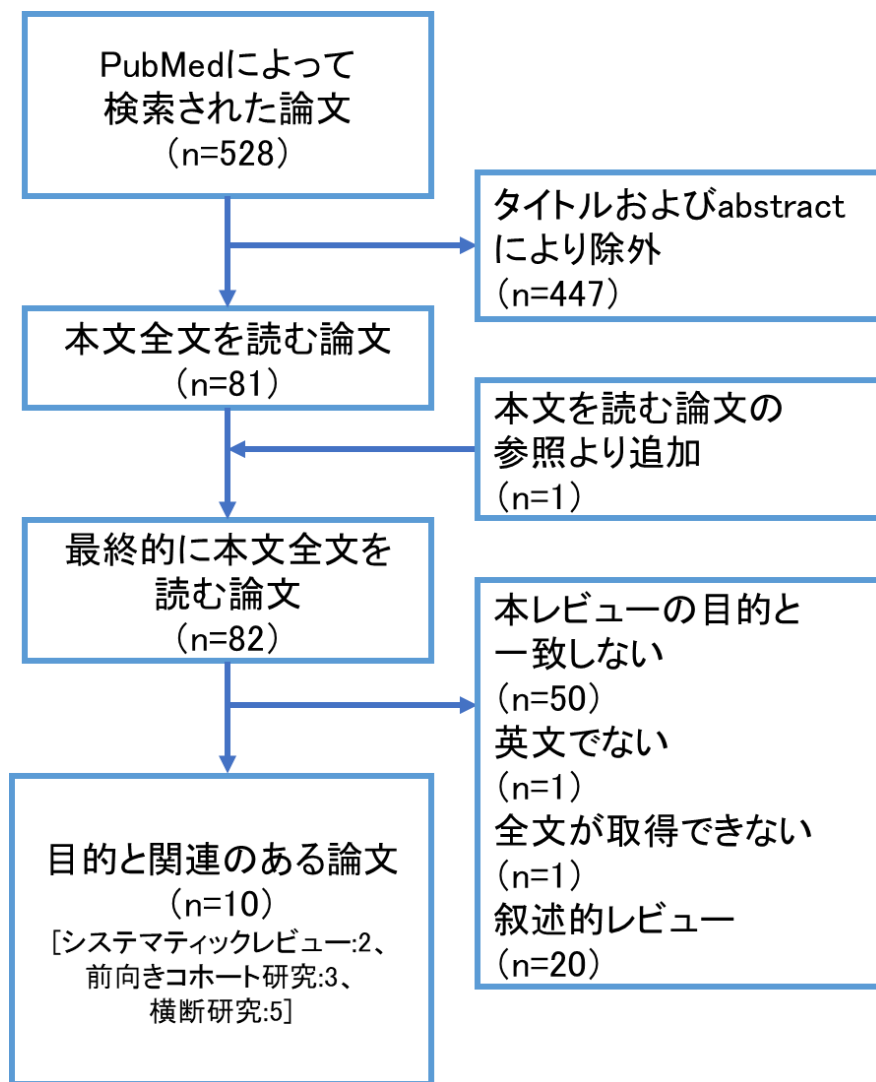 PubMedによって
検索された論文
(n=528)
タイトルおよびabstract
により除外
(n=447)
本文全文を読む論文
(n=81)
本文を読む論文の
参照より追加
(n=1)
最終的に本文全文を
読む論文
(n=82)
本レビューの目的と
一致しない
(n=50)
英文でない
(n=1)
全文が取得できない
(n=1)
叙述的レビュー
(n=20)
目的と関連のある論文
(n=10)
[システマティックレビュー:2、
前向きコホート研究:3、
横断研究:5]